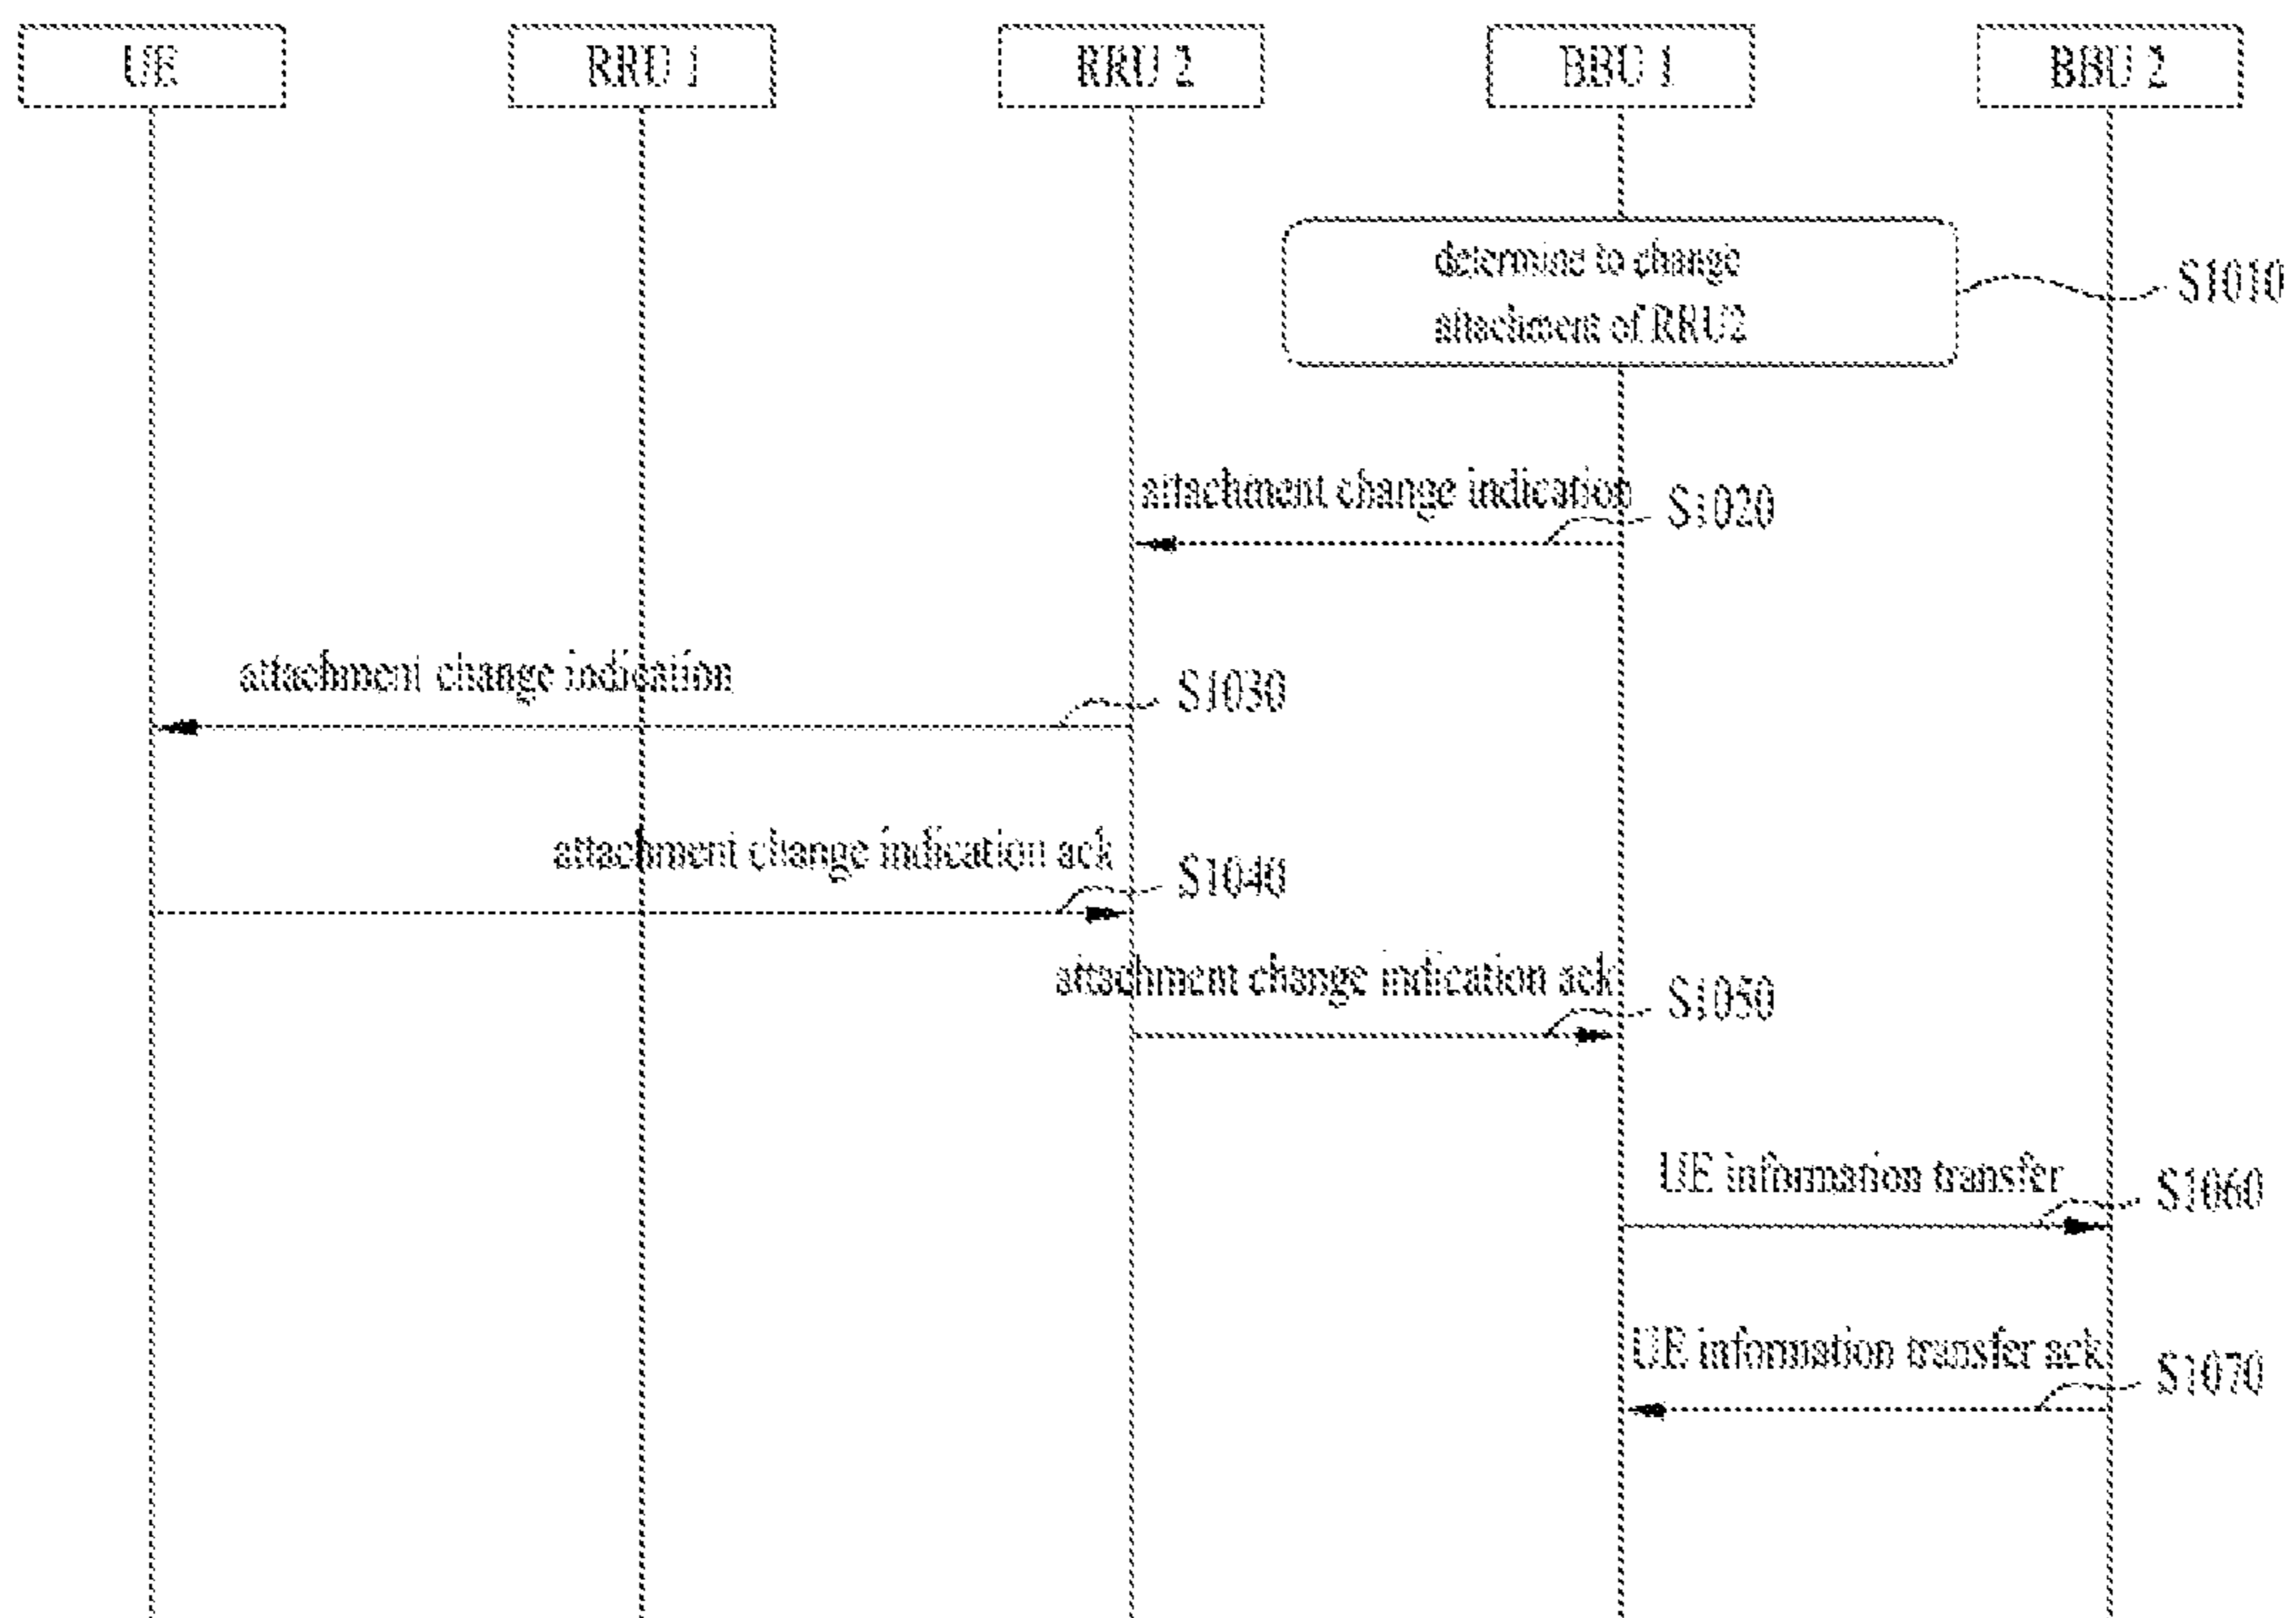 UE
RRU 1
RRU 2
BBU 1
BBU 2
determine to change
attachment of RRU2
S1010
attachment change indication
S1020
attachment change indication
S1030
attachment change indication ack
S1040
attachment change indication ack
S1050
UE information transfer
S1060
UE information transfer ack
S1070